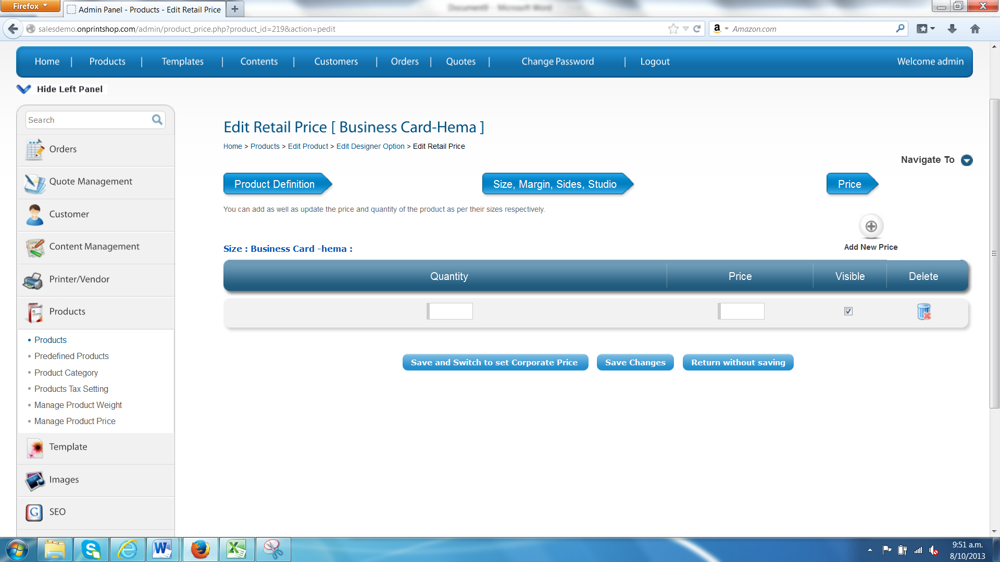 Firefox
Admin Panel - Products - Edit Retail Price
Document9 - Microsoft Word
salesdemo.onprintshop.com/admin/product_price.php?product_id=219&action=pedit
Amazon.com
Home | Products | Templates | Contents | Customers | Orders | Quotes | Change Password | Logout
Welcome admin
Hide Left Panel
Search
Orders
Quote Management
Customer
Content Management
Printer/Vendor
Products
• Products
• Predefined Products
• Product Category
• Products Tax Setting
• Manage Product Weight
• Manage Product Price
Template
Images
SEO
Edit Retail Price [ Business Card-Hema ]
Home > Products > Edit Product > Edit Designer Option > Edit Retail Price
Navigate To
Product Definition
Size, Margin, Sides, Studio
Price
You can add as well as update the price and quantity of the product as per their sizes respectively.
Add New Price
Size : Business Card -hema :
Quantity Price Visible Delete
Save and Switch to set Corporate Price
Save Changes
Return without saving
9:51 a.m.
8/10/2013